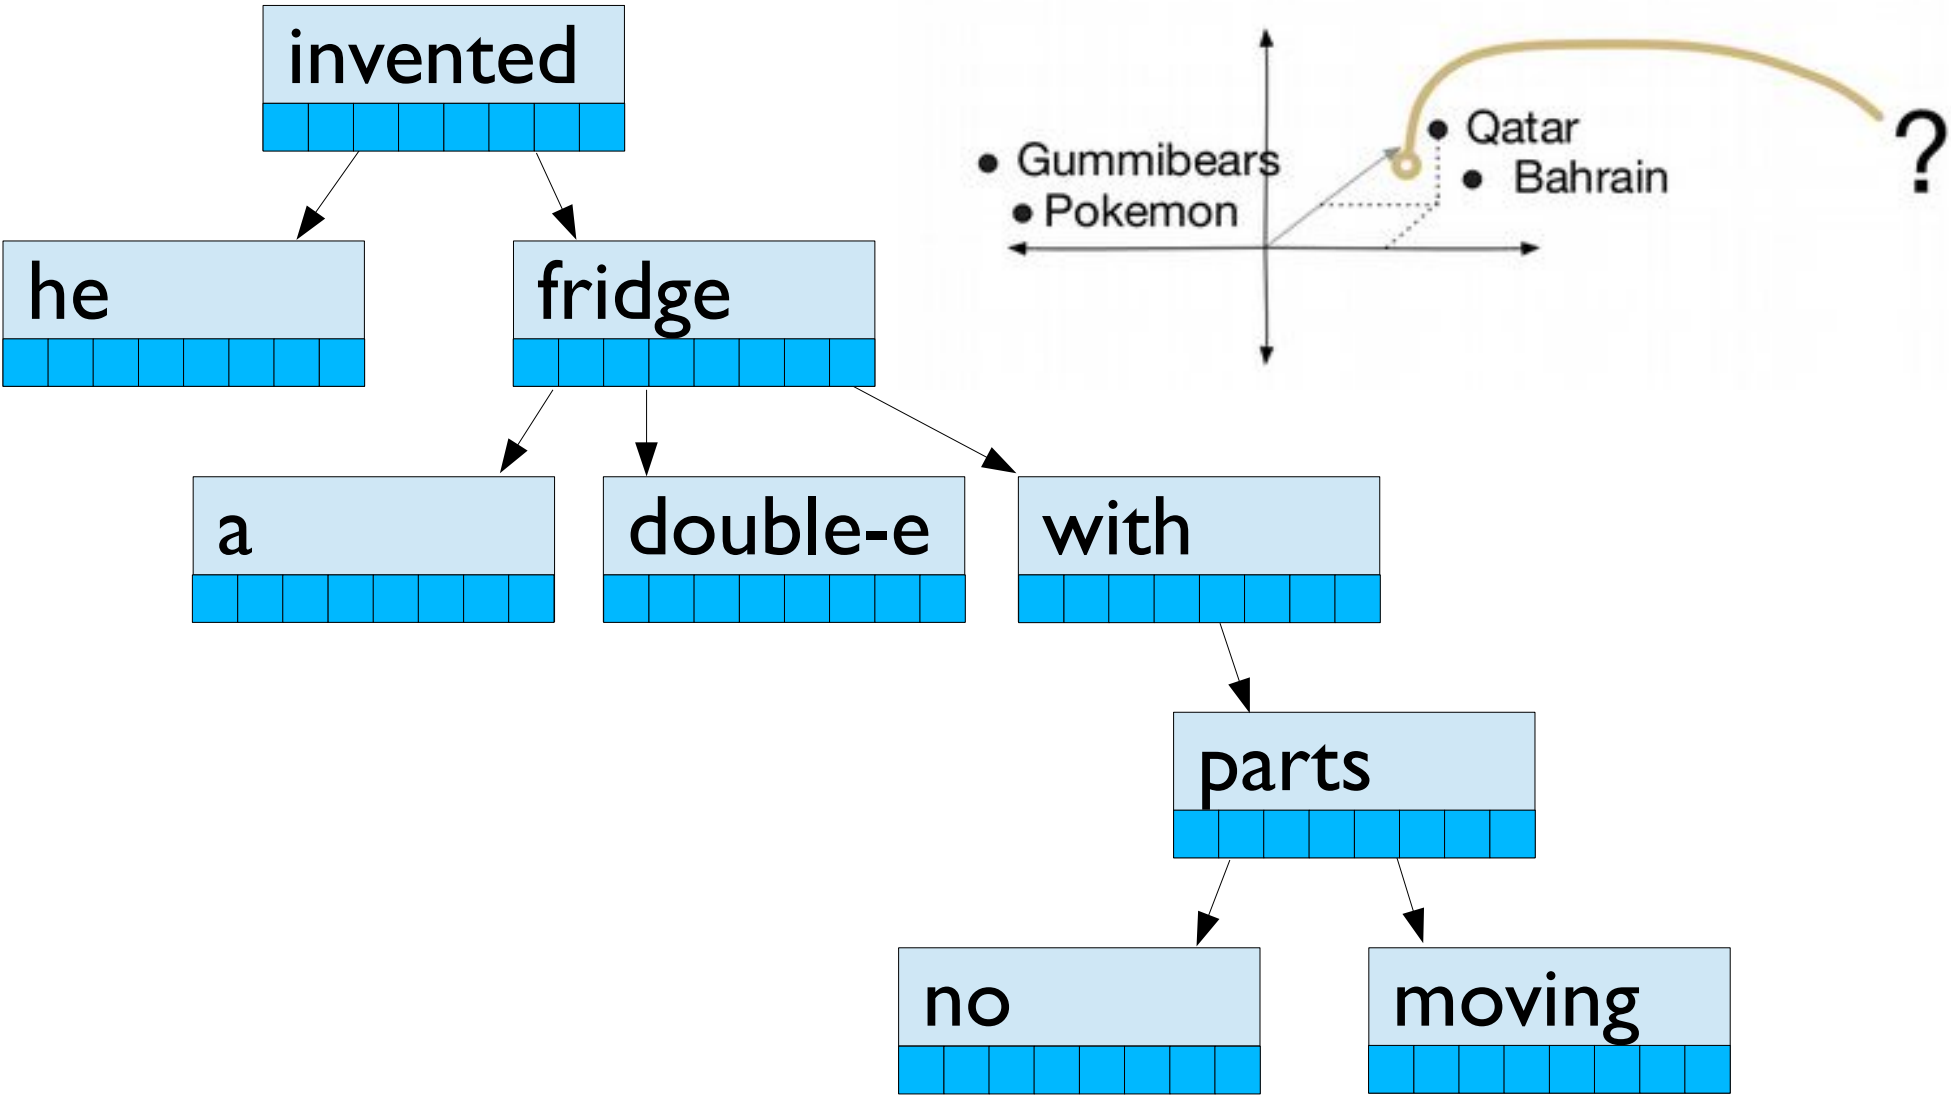 invented
Qatar
?
Gummibears
Bahrain
Pokemon
he
fridge
a
double-e
with
parts
no
moving